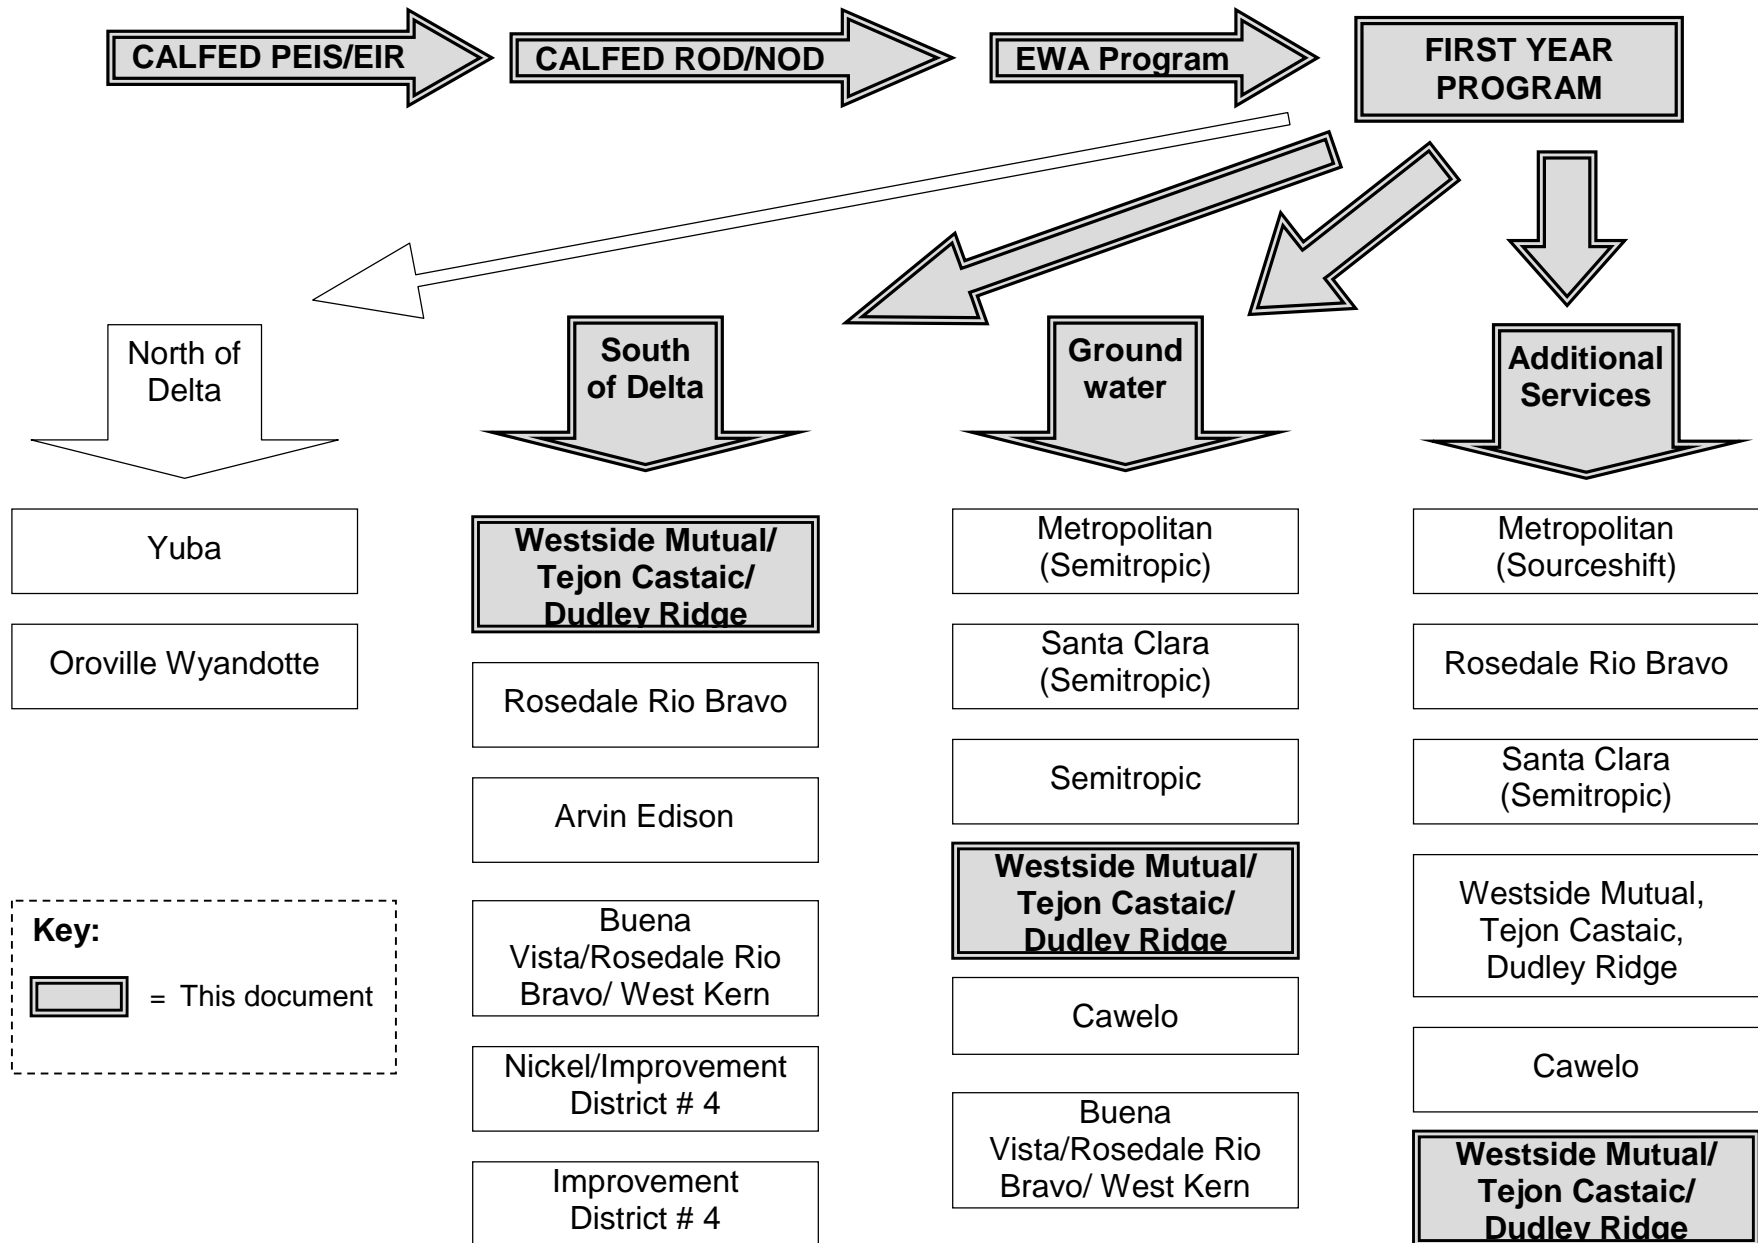 CALFED PEIS/EIR
CALFED ROD/NOD
EWA Program
FIRST YEAR
PROGRAM
North of
Delta
South
of Delta
Ground
water
Additional
Services
Yuba
Oroville Wyandotte
Westside Mutual/
Tejon Castaic/
Dudley Ridge
Rosedale Rio Bravo
Arvin Edison
Buena
Vista/Rosedale Rio
Bravo/ West Kern
Nickel/Improvement
District # 4
Improvement
District # 4
Metropolitan
(Semitropic)
Santa Clara
(Semitropic)
Semitropic
Westside Mutual/
Tejon Castaic/
Dudley Ridge
Cawelo
Buena
Vista/Rosedale Rio
Bravo/ West Kern
Metropolitan
(Sourceshift)
Rosedale Rio Bravo
Santa Clara
(Semitropic)
Westside Mutual,
Tejon Castaic,
Dudley Ridge
Cawelo
Westside Mutual/
Tejon Castaic/
Dudley Ridge
Key:
= This document